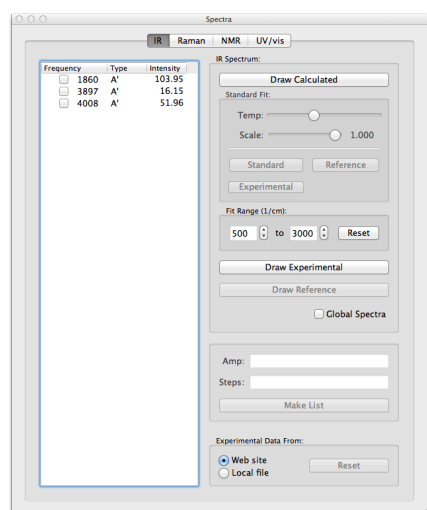 Spectra
IR Raman NMR UV/vis
Frequency Type Intensity
1860 A' 103.95
3897 A' 16.15
4008 A' 51.96
IR Spectrum:
Draw Calculated
Standard Fit:
Temp:
Scale: 1.000
Standard Reference
Experimental
Fit Range (1/cm):
500 to 3000 Reset
Draw Experimental
Draw Reference
Global Spectra
Amp:
Steps:
Make List
Experimental Data From:
Web site
Local file
Reset